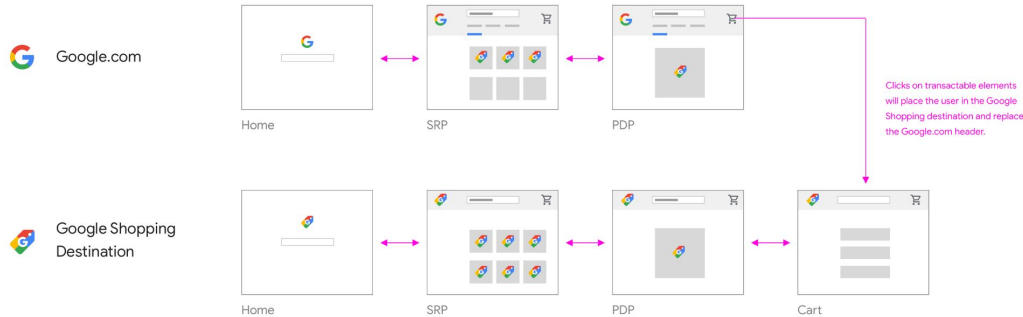 Google.com
Home
SRP
PDP
Clicks on transactable elements
will place the user in the Google
Shopping destination and replace
the Google.com header.
Google Shopping
Destination
Home
SRP
PDP
Cart